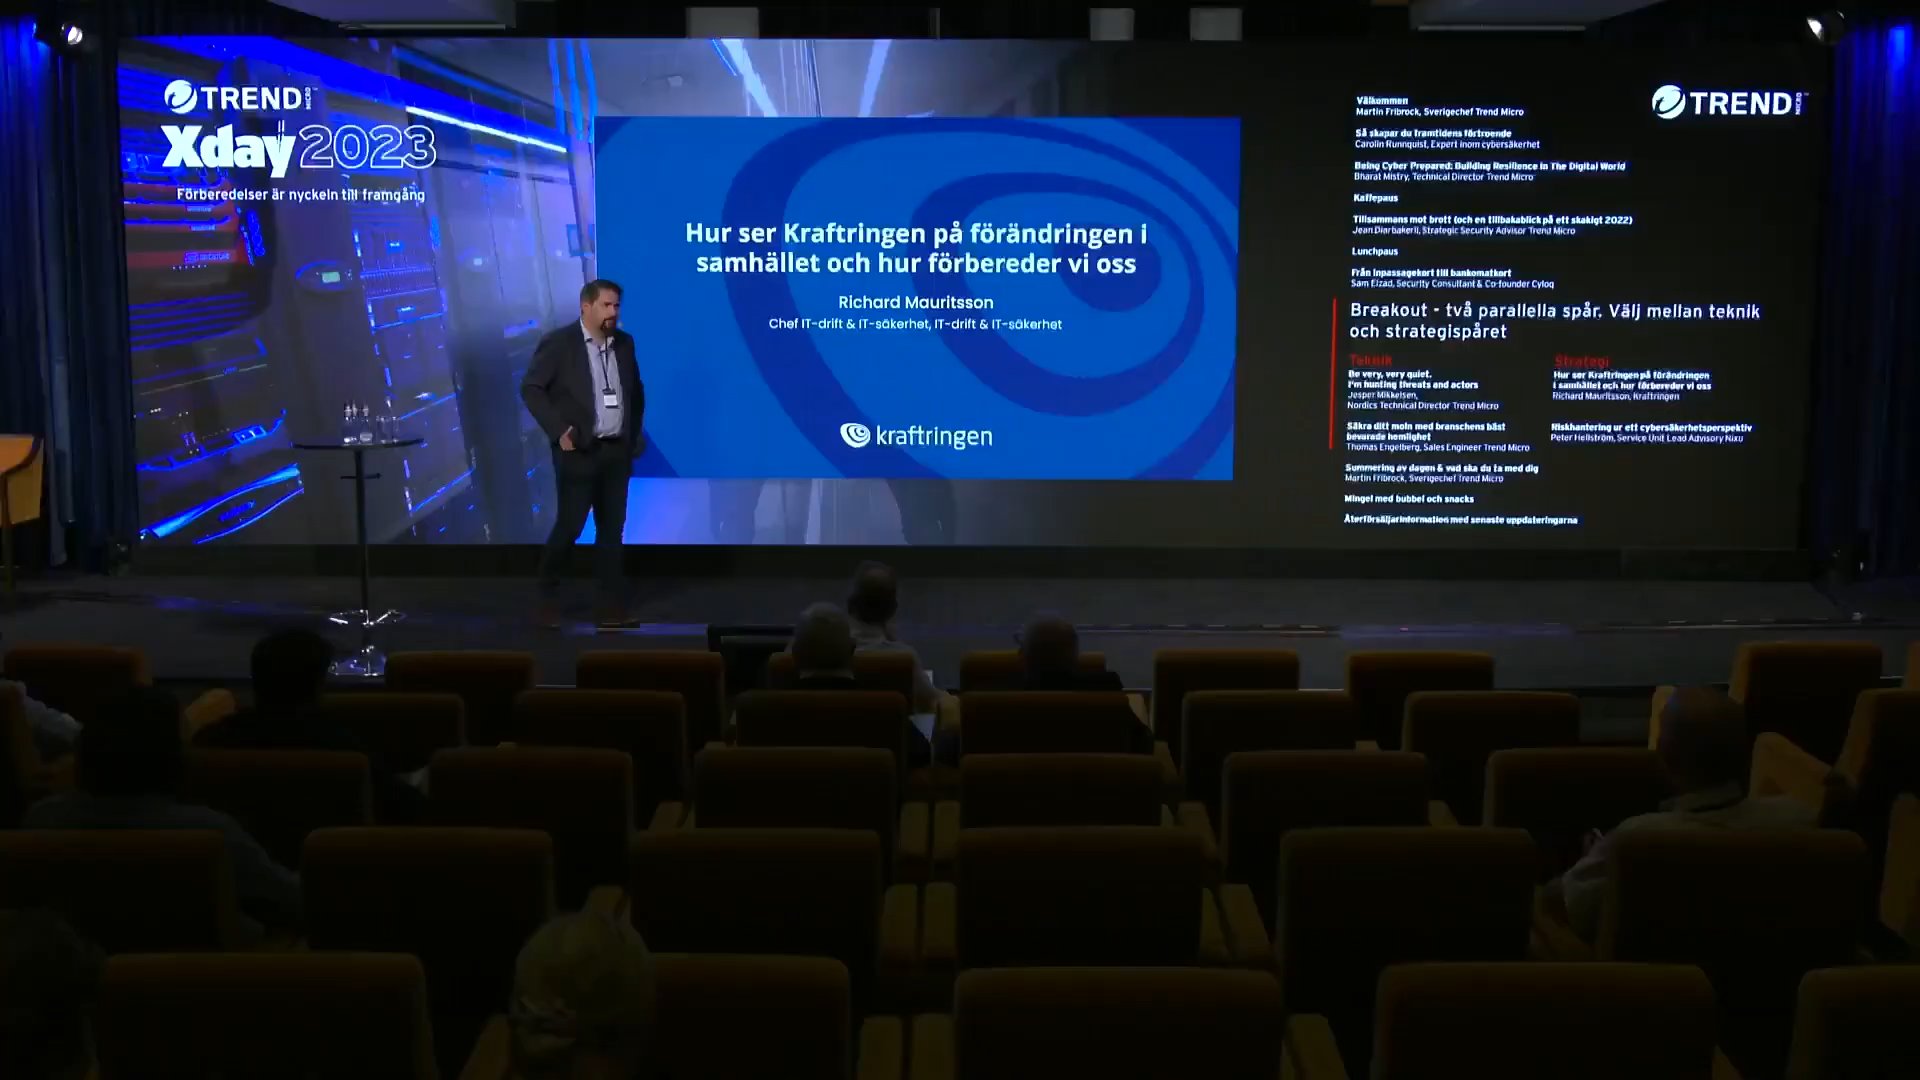 TREND MICRO
Xday 2023
Förberedelser är nyckeln till framgång
Hur ser Kraftringen på förändringen i
samhället och hur förbereder vi oss
Richard Mauritsson
Chef IT-drift & IT-säkerhet, IT-drift & IT-säkerhet
kraftringen
TREND MICRO
Välkommen
Martin Fribrock, Sverigechef Trend Micro
Så skapar du framtidens förtroende
Carolin Runnquist, Expert inom cybersäkerhet
Being Cyber Prepared: Building Resilience in The Digital World
Bharat Mistry, Technical Director Trend Micro
Kaffepaus
Tillsammans mot brott (och en tillbakablick på ett skakigt 2022)
Jean Diarbakerli, Strategic Security Advisor Trend Micro
Lunchpaus
Från inpassagekort till bankomatkort
Sam Eizad, Security Consultant & Co-founder Cyloq
Breakout - två parallella spår. Välj mellan teknik
och strategispåret
Teknik
Be very, very quiet.
I'm hunting threats and actors
Jesper Mikkelsen,
Nordics Technical Director Trend Micro
Säkra ditt moln med branschens bäst
bevarade hemlighet
Thomas Engelberg, Sales Engineer Trend Micro
Strategi
Hur ser Kraftringen på förändringen
i samhället och hur förbereder vi oss
Richard Mauritsson, Kraftringen
Riskhantering ur ett cybersäkerhetsperspektiv
Peter Hellström, Service Unit Lead Advisory Nixu
Summering av dagen & vad ska du ta med dig
Martin Fribrock, Sverigechef Trend Micro
Mingel med bubbel och snacks
Återförsäljarinformation med senaste uppdateringarna